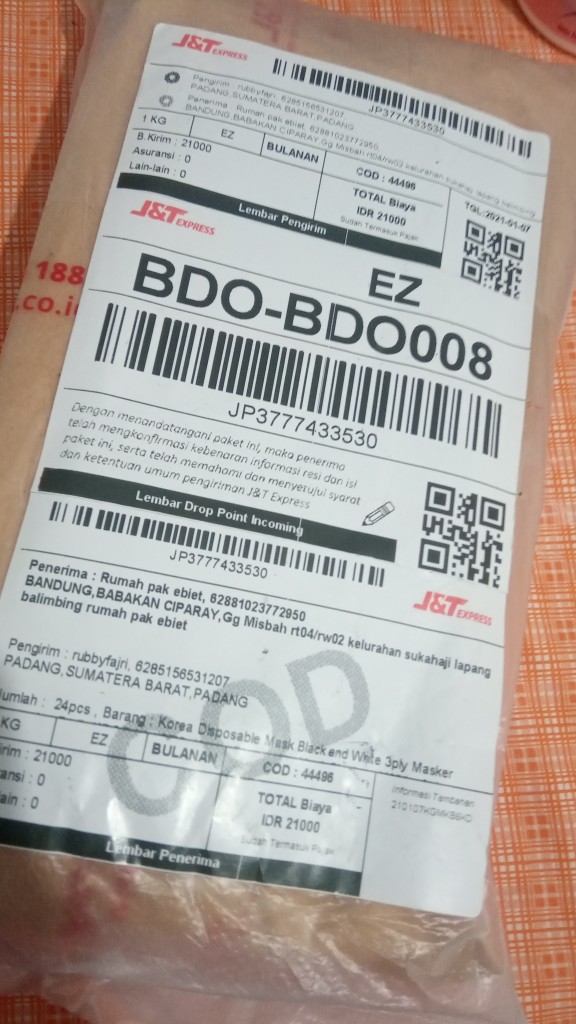 J&T EXPRESS
JP3777433530
Pengirim : rubbyfajri, 6285156531207
PADANG,SUMATERA BARAT,PADANG
Penerima : Rumah pak ebiet, 62881023772950,
BANDUNG,BABAKAN CIPARAY,Gg Misbah rt04/rw02 kelurahan sukahaji lapang balimbing
1 KG
EZ
BULANAN
COD : 44496
TGL:2021-01-07
B.Kirim : 21000
Asuransi : 0
Lain-lain : 0
TOTAL Biaya
IDR 21000
Sudah Termasuk Pajak
Lembar Pengirim
J&T EXPRESS
EZ
188
.co.id
BDO-BDO008
JP3777433530
Dengan menandatangani paket ini, maka penerima
telah mengkonfirmasi kebenaran informasi resi dan isi
paket ini, serta telah memahami dan menyetujui syarat
dan ketentuan umum pengiriman J&T Express
Lembar Drop Point Incoming
JP3777433530
J&T EXPRESS
Penerima : Rumah pak ebiet, 62881023772950
BANDUNG,BABAKAN CIPARAY,Gg Misbah rt04/rw02 kelurahan sukahaji lapang
balimbing rumah pak ebiet
Pengirim : rubbyfajri, 6285156531207
PADANG,SUMATERA BARAT,PADANG
COD
umlah : 24pcs , Barang : Korea Disposable Mask Black end White 3ply Masker
KG
EZ
BULANAN
COD : 44496
Informasi Tambahan
irim : 21000
ansi : 0
ain : 0
TOTAL Biaya
IDR 21000
Sudah Termasuk Pajak
Lembar Penerima